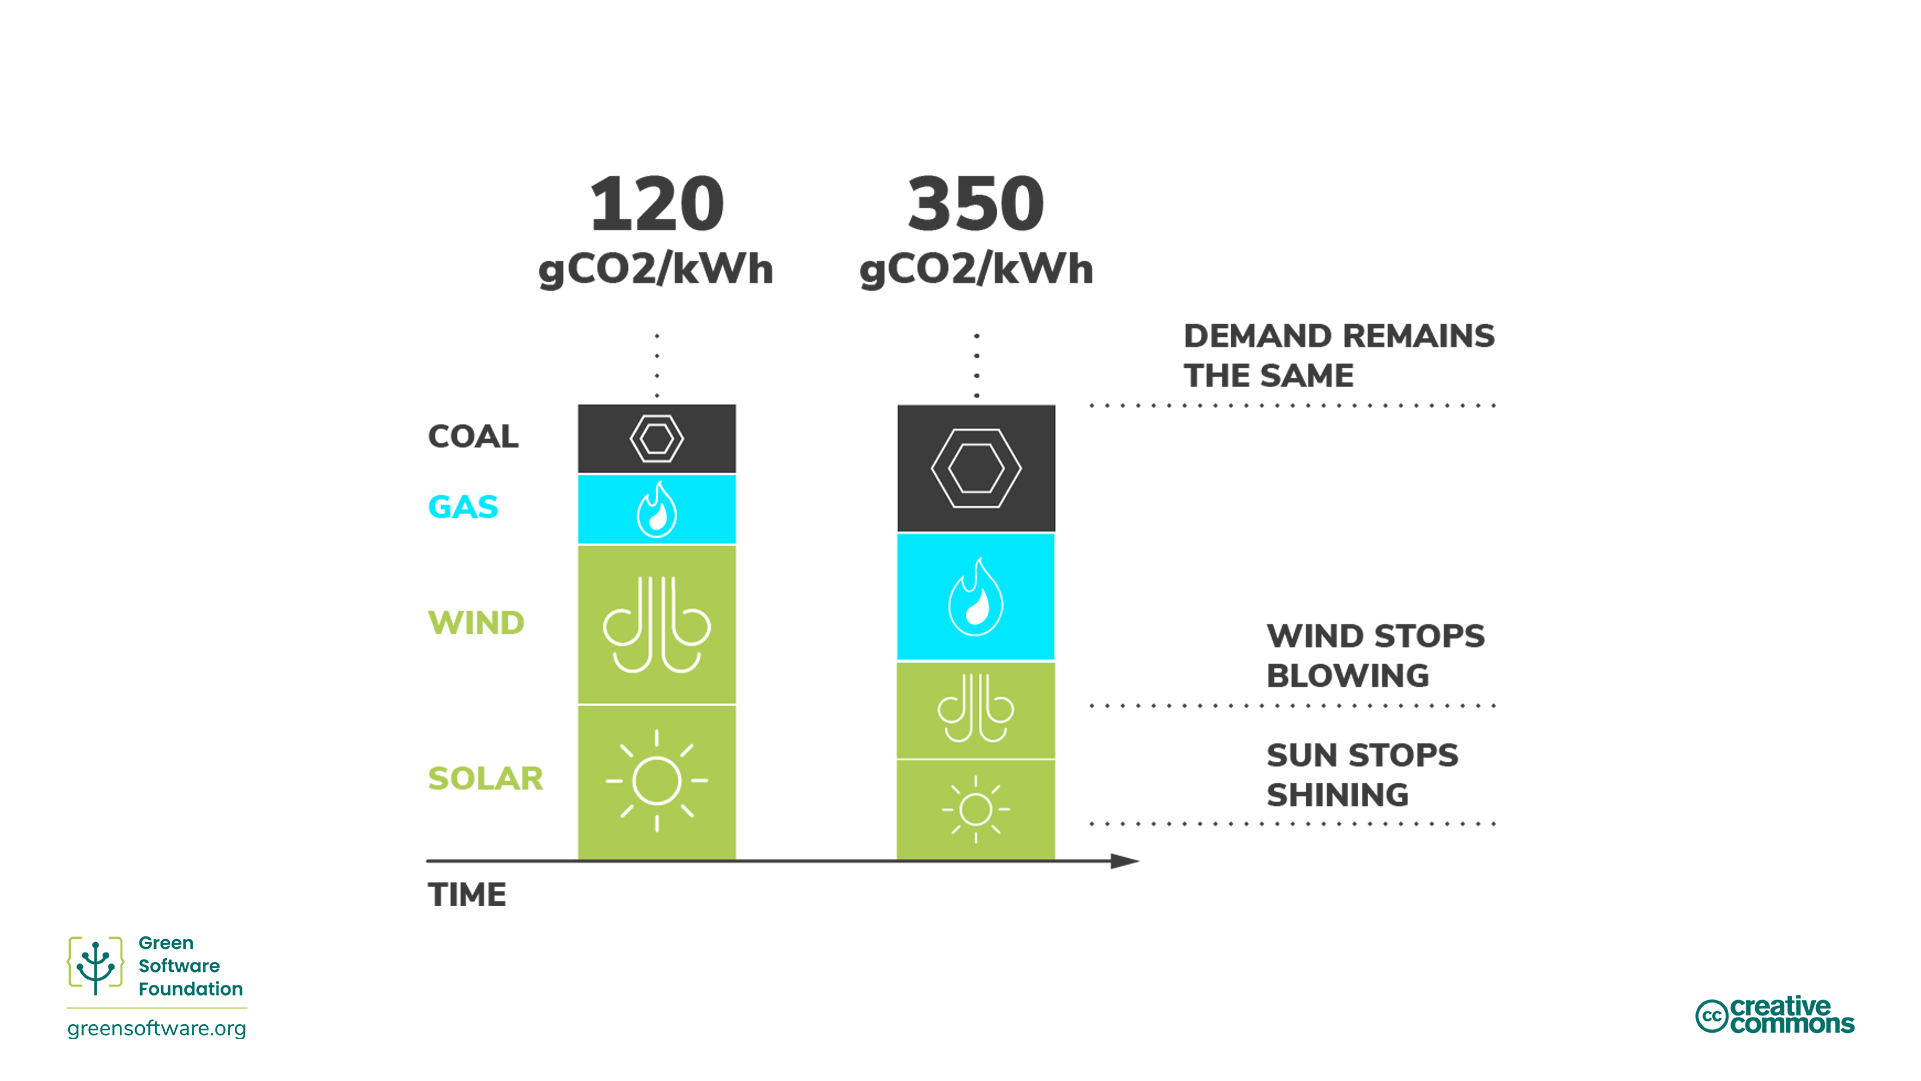 120
gCO2/kWh
350
gCO2/kWh
DEMAND REMAINS
THE SAME
COAL
GAS
WIND
SOLAR
WIND STOPS
BLOWING
SUN STOPS
SHINING
TIME
Green
Software
Foundation
greensoftware.org
cc creative
commons